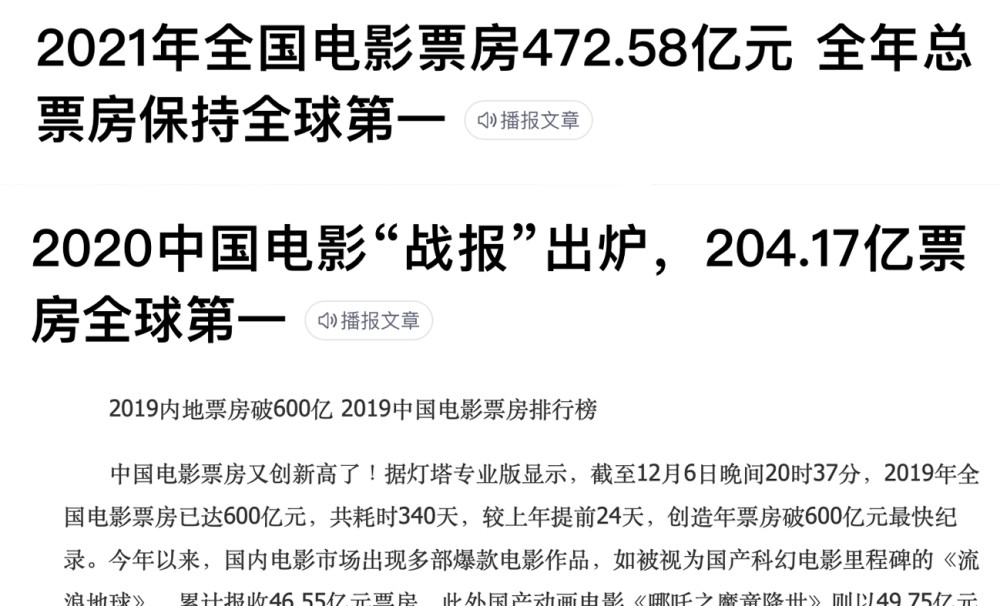 2021年全国电影票房472.58亿元 全年总
票房保持全球第一 播报文章
2020中国电影“战报”出炉，204.17亿票
房全球第一 播报文章
2019内地票房破600亿 2019中国电影票房排行榜
中国电影票房又创新高了！据灯塔专业版显示，截至12月6日晚间20时37分，2019年全
国电影票房已达600亿元，共耗时340天，较上年提前24天，创造年票房破600亿元最快纪
录。今年以来，国内电影市场出现多部爆款电影作品，如被视为国产科幻电影里程碑的《流
浪地球》，累计报收46.55亿元票房，此外国产动画电影《哪吒之魔童降世》则以49.75亿元